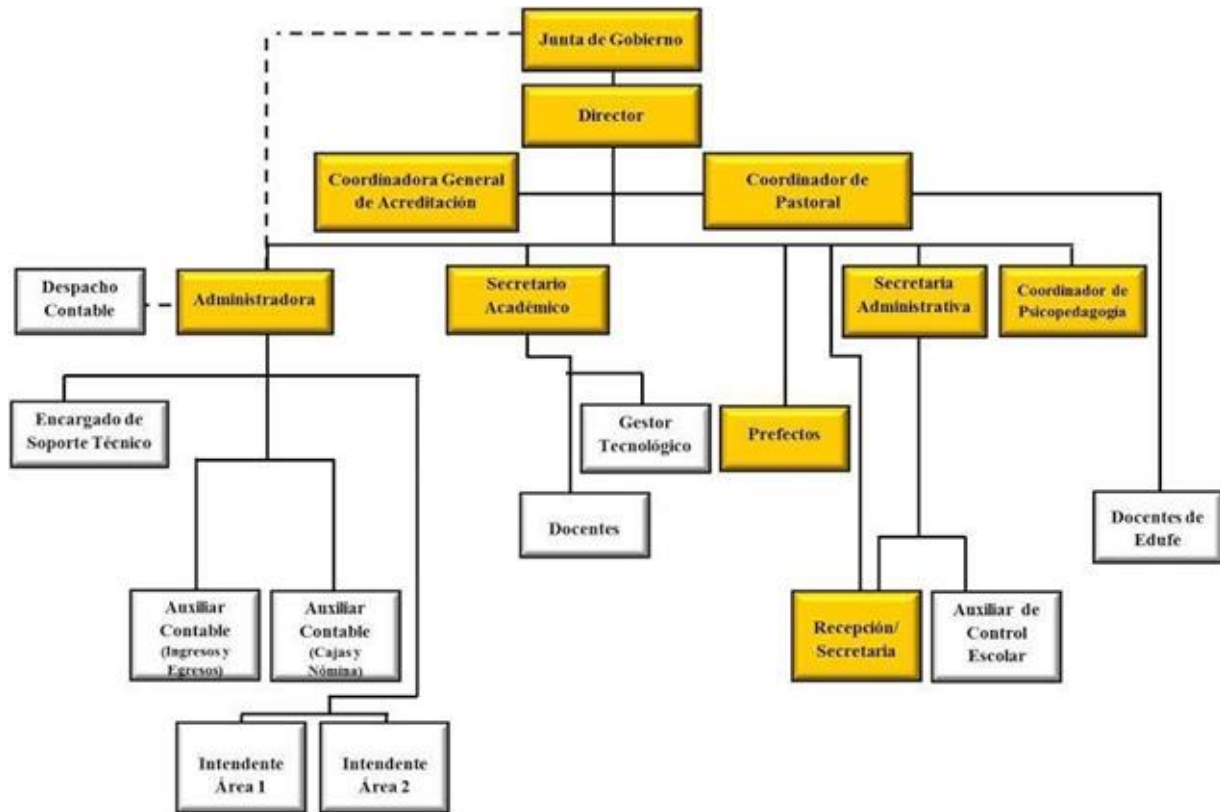 Junta de Gobierno
Director
Coordinadora General
de Acreditación
Coordinador de
Pastoral
Despacho
Contable
Administradora
Secretario
Académico
Secretaria
Administrativa
Coordinador de
Psicopedagogía
Encargado de
Soporte Técnico
Gestor
Tecnológico
Prefectos
Docentes
Docentes de
Edufe
Auxiliar
Contable
(Ingresos y
Egresos)
Auxiliar
Contable
(Cajas y
Nómina)
Recepción/
Secretaria
Auxiliar de
Control
Escolar
Intendente
Área 1
Intendente
Área 2